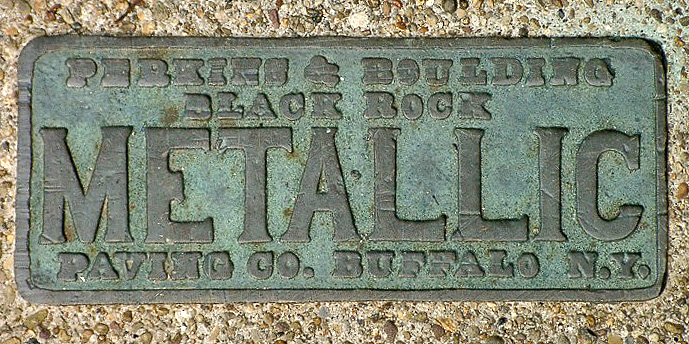 PERKINS & BOULDING
BLACK ROCK
METALLIC
PAVING CO. BUFFALO N.Y.